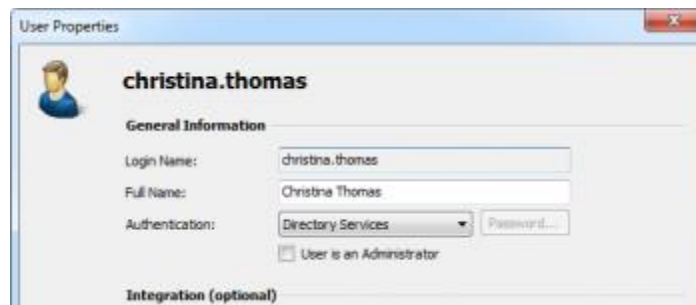 User Properties
christina.thomas
General Information
Login Name: christina.thomas
Full Name: Christina Thomas
Authentication: Directory Services Password...
User is an Administrator
Integration (optional)